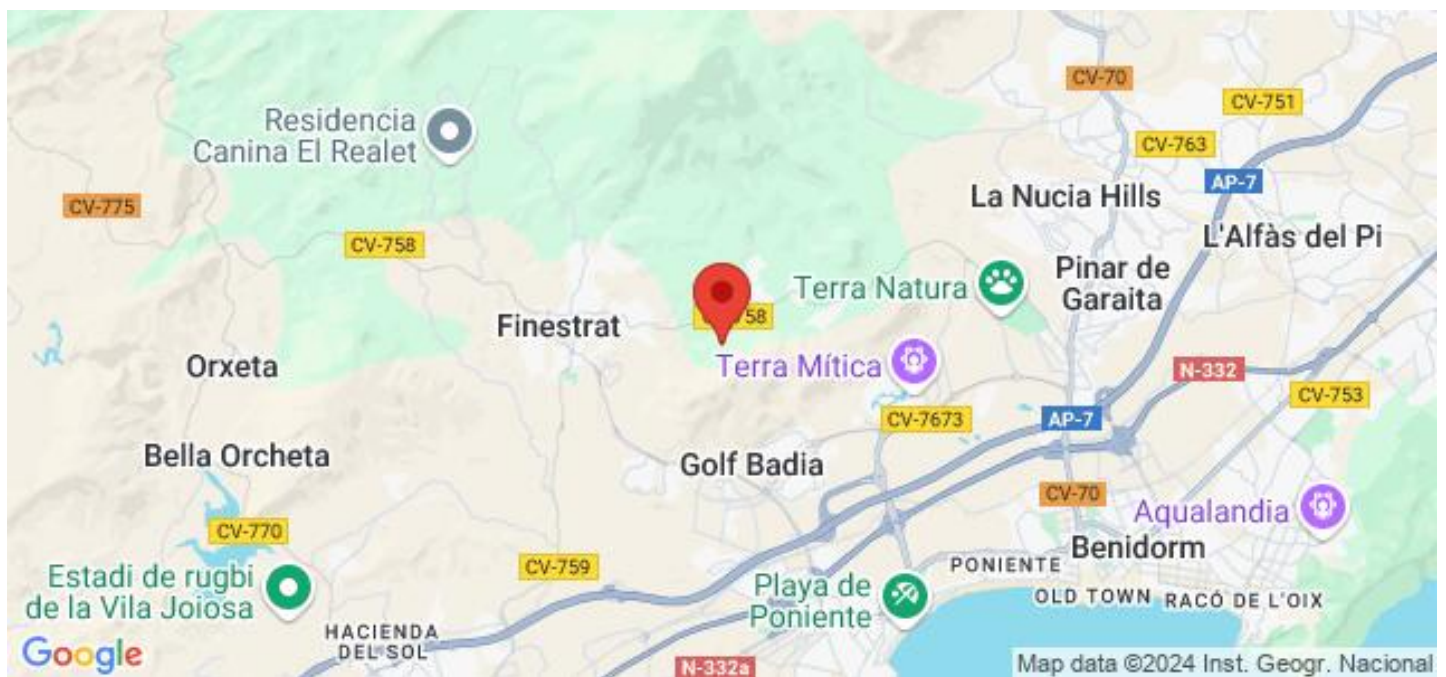 CV-70
CV-751
Residencia
Canina El Realet
CV-763
AP-7
La Nucia Hills
CV-775
CV-758
L'Alfàs del Pi
Pinar de
Garaita
Terra Natura
Finestrat
58
Orxeta
Terra Mítica
N-332
CV-753
CV-7673
AP-7
Bella Orcheta
Golf Badia
CV-70
Aqualandia
CV-770
Benidorm
CV-759
PONIENTE
Estadi de rugbi
de la Vila Joiosa
Playa de
Poniente
OLD TOWN
RACÓ DE L'OIX
HACIENDA
DEL SOL
Google
N-332a
Map data ©2024 Inst. Geogr. Nacional